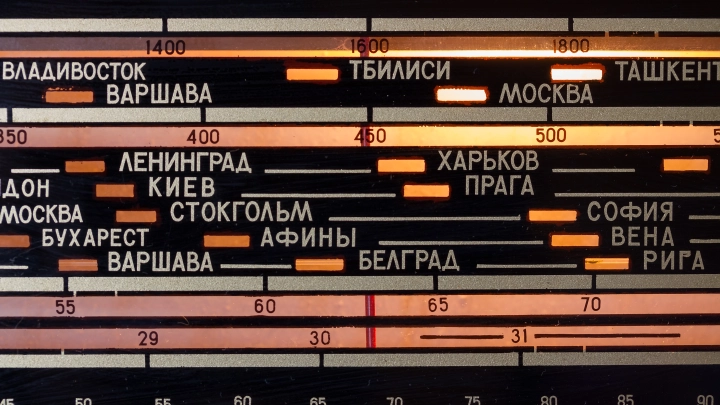 1400 1600 1800
ВЛАДИВОСТОК ТБИЛИСИ ТАШКЕНТ
ВАРШАВА МОСКВА
350 400 450 500
ЛЕНИНГРАД ХАРЬКОВ
ДОН КИЕВ ПРАГА
МОСКВА СТОКГОЛЬМ СОФИЯ
БУХАРЕСТ АФИНЫ ВЕНА
ВАРШАВА БЕЛГРАД РИГА
55 60 65 70
29 30 31
45 50 55 60 65 70 75 80 85 90